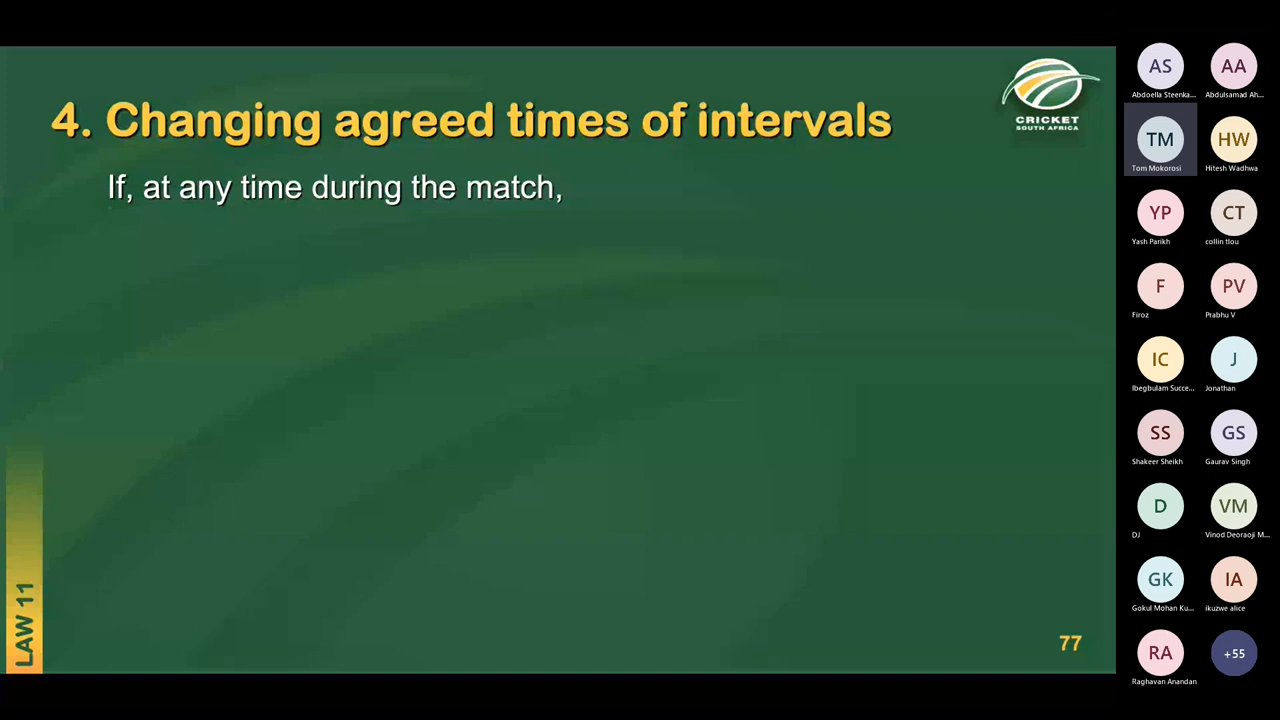 4. Changing agreed times of intervals
If, at any time during the match,
CRICKET
SOUTH AFRICA
LAW 11
77
AS
AA
Abdoella Steenka...
Abdulsamad Ah...
TM
HW
Tom Mokorosi
Hitesh Wadhwa
YP
CT
Yash Parikh
collin tlou
F
PV
Firoz
Prabhu V
IC
J
Ibegbulam Succe...
Jonathan
SS
GS
Shakeer Sheikh
Gaurav Singh
D
VM
DJ
Vinod Deoraoji M...
GK
IA
Gokul Mohan Ku...
ikuzwe alice
RA
+55
Raghavan Anandan